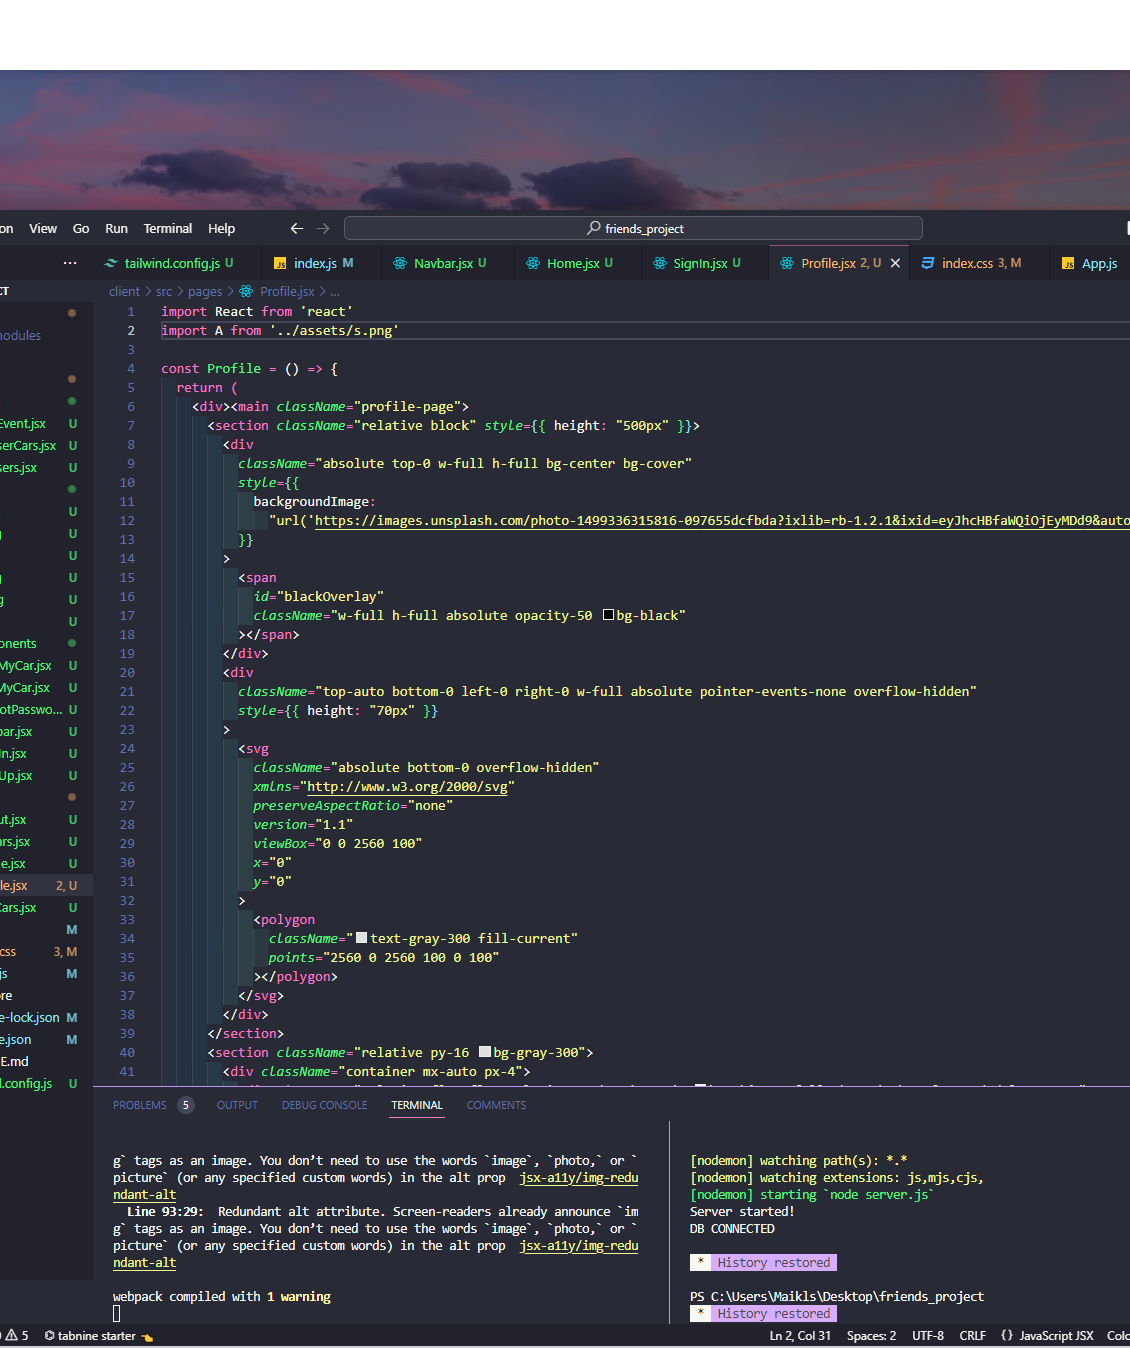 on View Go Run Terminal Help friends_project
tailwind.config.js U index.js M Navbar.jsx U Home.jsx U SignIn.jsx U Profile.jsx 2, U index.css 3, M App.js
CT
client > src > pages > Profile.jsx > ...
nodules
Event.jsx U
serCars.jsx U
sers.jsx U
U
U
U
U
g U
U
onents
MyCar.jsx U
MyCar.jsx U
otPasswo... U
bar.jsx U
In.jsx U
Up.jsx U
ut.jsx U
ars.jsx U
e.jsx U
le.jsx 2, U
Cars.jsx U
M
css 3, M
js M
re
e-lock.json M
e.json M
E.md
d.config.js U
1 import React from 'react'
2 import A from '../assets/s.png'
3
4 const Profile = () => {
5 return (
6 <div><main className="profile-page">
7 <section className="relative block" style={{ height: "500px" }}>
8 <div
9 className="absolute top-0 w-full h-full bg-center bg-cover"
10 style={{
11 backgroundImage:
12 "url('https://images.unsplash.com/photo-1499336315816-097655dcfbda?ixlib=rb-1.2.1&ixid=eyJhcHBfaWQiOjEyMDd9&auto
13 }}
14 >
15 <span
16 id="blackOverlay"
17 className="w-full h-full absolute opacity-50 bg-black"
18 ></span>
19 </div>
20 <div
21 className="top-auto bottom-0 left-0 right-0 w-full absolute pointer-events-none overflow-hidden"
22 style={{ height: "70px" }}
23 >
24 <svg
25 className="absolute bottom-0 overflow-hidden"
26 xmlns="http://www.w3.org/2000/svg"
27 preserveAspectRatio="none"
28 version="1.1"
29 viewBox="0 0 2560 100"
30 x="0"
31 y="0"
32 >
33 <polygon
34 className="text-gray-300 fill-current"
35 points="2560 0 2560 100 0 100"
36 ></polygon>
37 </svg>
38 </div>
39 </section>
40 <section className="relative py-16 bg-gray-300">
41 <div className="container mx-auto px-4">
PROBLEMS 5 OUTPUT DEBUG CONSOLE TERMINAL COMMENTS
g` tags as an image. You don’t need to use the words `image`, `photo,` or `
picture` (or any specified custom words) in the alt prop jsx-a11y/img-redu
ndant-alt
Line 93:29: Redundant alt attribute. Screen-readers already announce `im
g` tags as an image. You don’t need to use the words `image`, `photo,` or `
picture` (or any specified custom words) in the alt prop jsx-a11y/img-redu
ndant-alt
webpack compiled with 1 warning
[nodemon] watching path(s): *.*
[nodemon] watching extensions: js,mjs,cjs,
[nodemon] starting `node server.js`
Server started!
DB CONNECTED
* History restored
PS C:\Users\Maikls\Desktop\friends_project
* History restored
5 tabnine starter Ln 2, Col 31 Spaces: 2 UTF-8 CRLF {} JavaScript JSX Colo